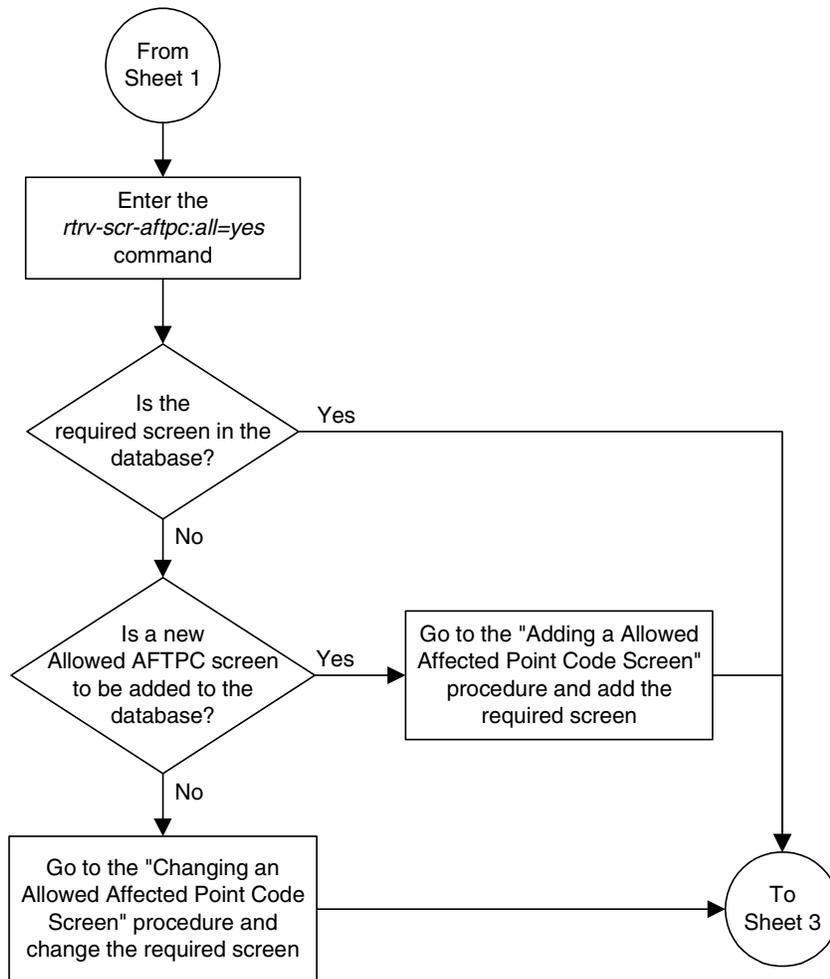 From
Sheet 1
Enter the
rtrv-scr-aftpc:all=yes
command
Is the
required screen in the
database?
Yes
No
Is a new
Allowed AFTPC screen
to be added to the
database?
Yes
Go to the "Adding a Allowed
Affected Point Code Screen"
procedure and add the
required screen
No
Go to the "Changing an
Allowed Affected Point Code
Screen" procedure and
change the required screen
To
Sheet 3